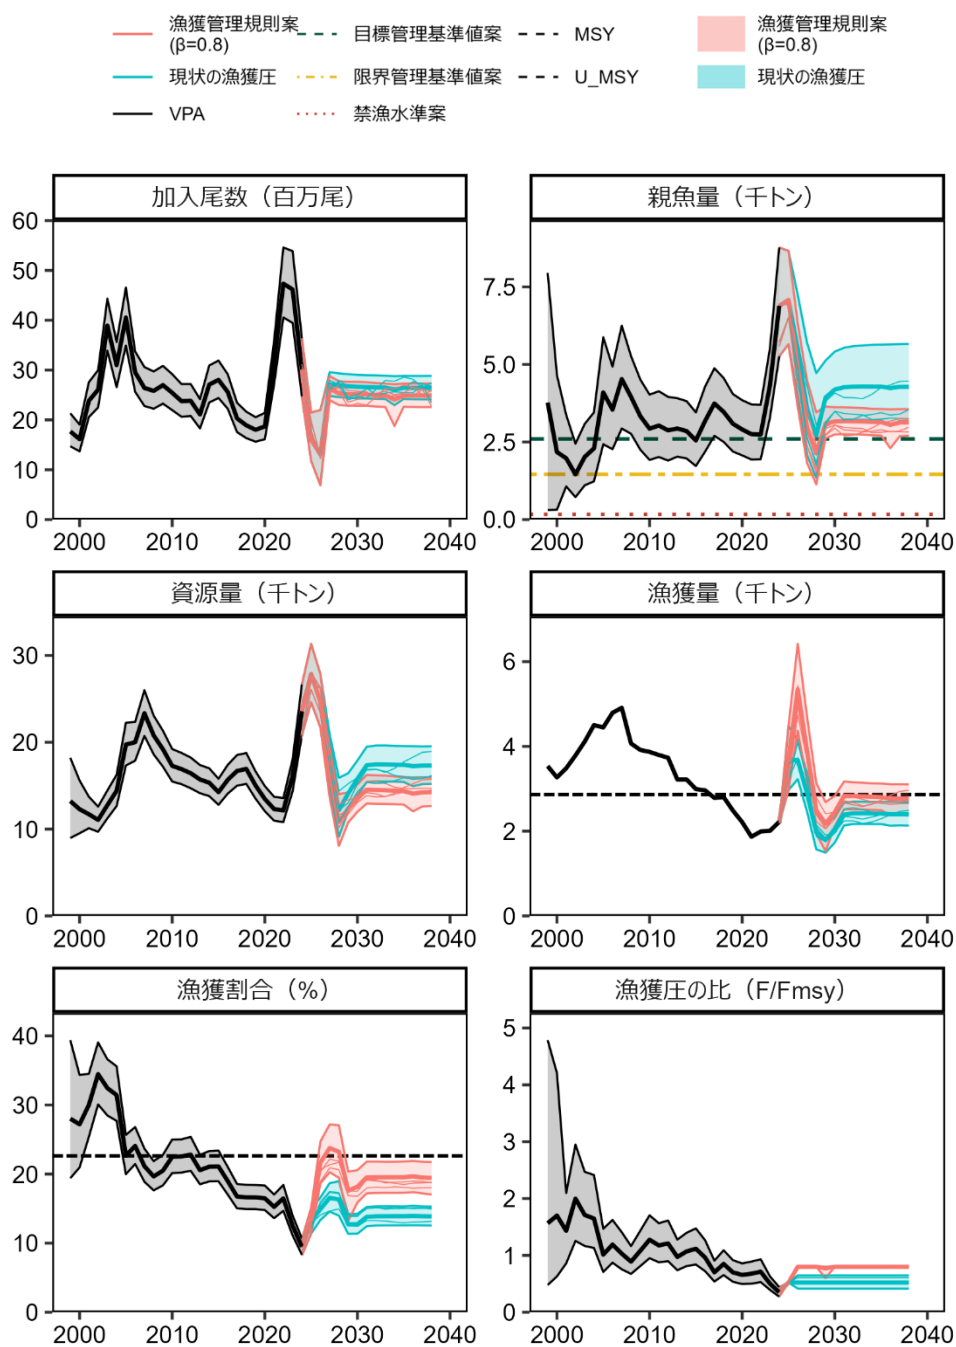 漁獲管理規則案
(β=0.8)
目標管理基準値案
MSY
漁獲管理規則案
(β=0.8)
現状の漁獲圧
限界管理基準値案
U_MSY
現状の漁獲圧
VPA
禁漁水準案
加入尾数（百万尾）
60
50
40
30
20
10
0
2000 2010 2020 2030 2040
親魚量（千トン）
7.5
5.0
2.5
0.0
2000 2010 2020 2030 2040
資源量（千トン）
30
20
10
0
2000 2010 2020 2030 2040
漁獲量（千トン）
6
4
2
0
2000 2010 2020 2030 2040
漁獲割合（%）
40
30
20
10
0
2000 2010 2020 2030 2040
漁獲圧の比（F/Fmsy）
5
4
3
2
1
0
2000 2010 2020 2030 2040